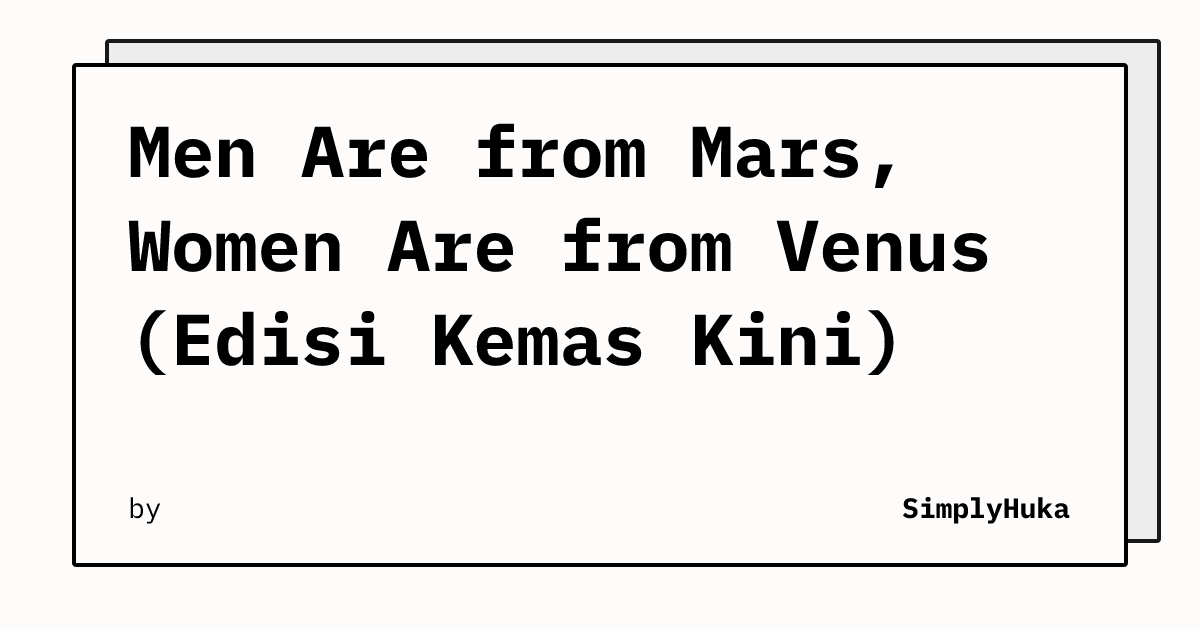 Men Are from Mars,
Women Are from Venus
(Edisi Kemas Kini)
by
SimplyHuka